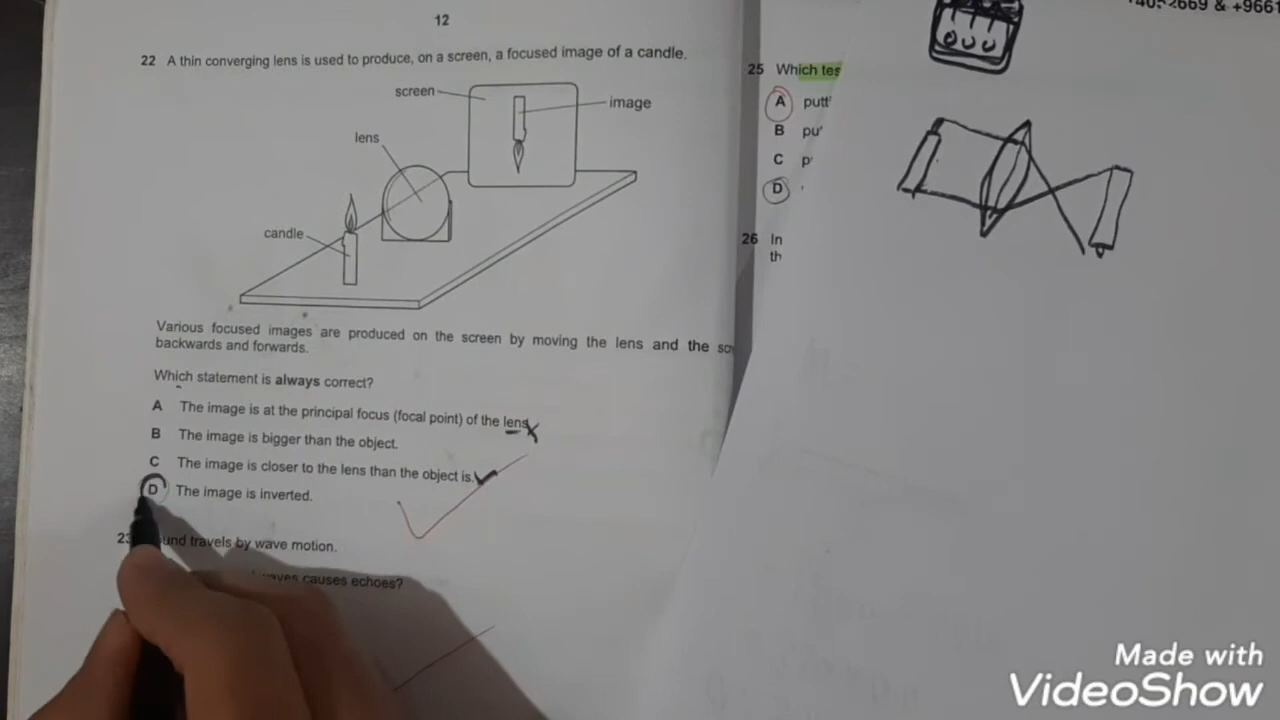 12
22 A thin converging lens is used to produce, on a screen, a focused image of a candle.
screen
image
lens
candle
Various focused images are produced on the screen by moving the lens and the
backwards and forwards.
Which statement is always correct?
A The image is at the principal focus (focal point) of the lens
B The image is bigger than the object.
C The image is closer to the lens than the object is.
D The image is inverted.
travels by wave motion.
causes echoes?
& +9661
25 Which
A
B
C
D
26 In
Made with
VideoShow